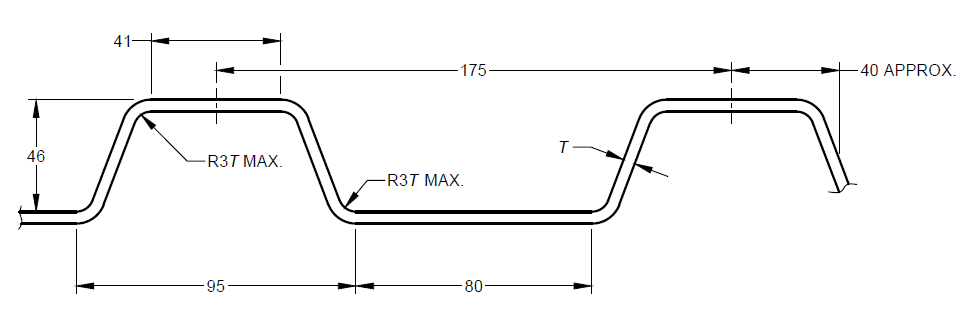 41
175
40 APPROX.
46
R3T MAX.
T
R3T MAX.
95
80